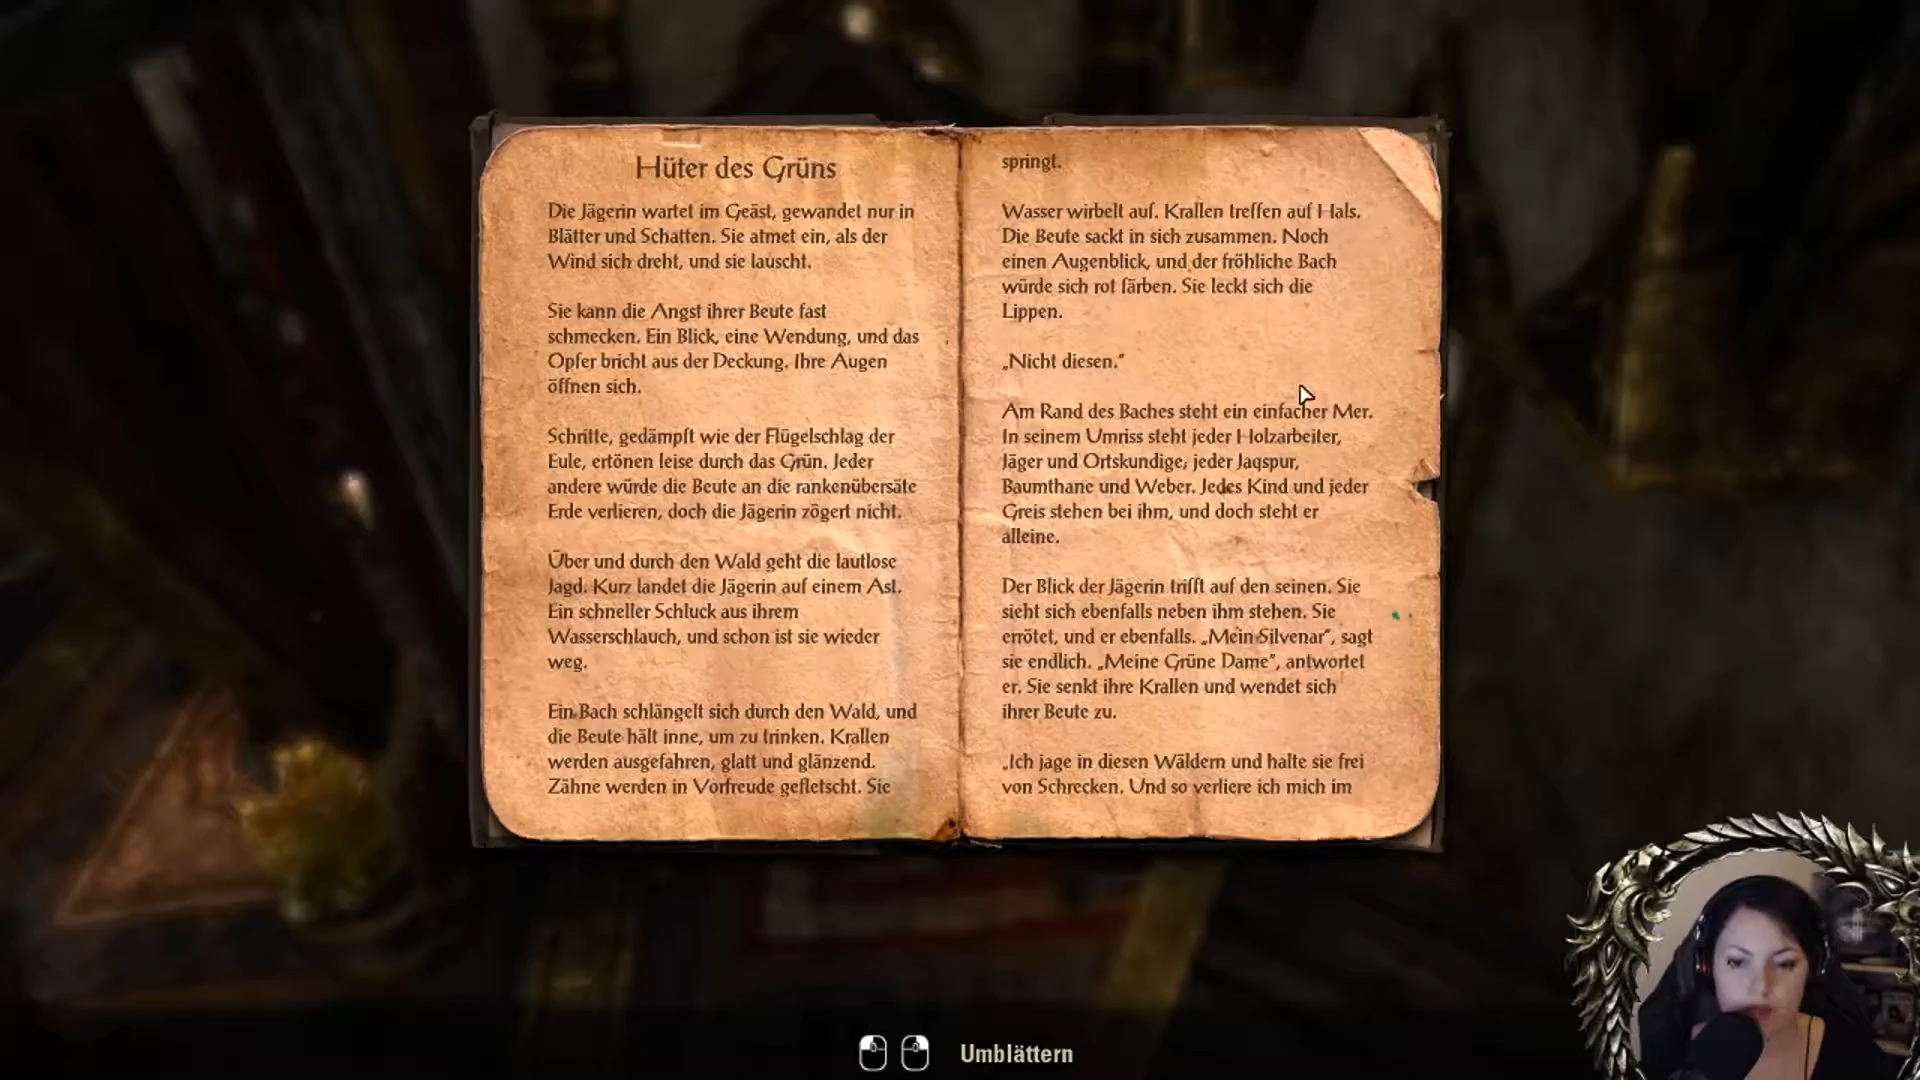 Hüter des Grüns
Die Jägerin wartet im Geäst, gewandet nur in
Blätter und Schatten. Sie atmet ein, als der
Wind sich dreht, und sie lauscht.
Sie kann die Angst ihrer Beute fast
schmecken. Ein Blick, eine Wendung, und das
Opfer bricht aus der Deckung. Ihre Augen
öffnen sich.
Schritte, gedämpft wie der Flügelschlag der
Eule, ertönen leise durch das Grün. Jeder
andere würde die Beute an die rankenübersäte
Erde verlieren, doch die Jägerin zögert nicht.
Über und durch den Wald geht die lautlose
Jagd. Kurz landet die Jägerin auf einem Ast.
Ein schneller Schluck aus ihrem
Wasserschlauch, und schon ist sie wieder
weg.
Ein Bach schlängelt sich durch den Wald, und
die Beute hält inne, um zu trinken. Krallen
werden ausgefahren, glatt und glänzend.
Zähne werden in Vorfreude gefletscht. Sie
springt.
Wasser wirbelt auf. Krallen treffen auf Hals.
Die Beute sackt in sich zusammen. Noch
einen Augenblick, und der fröhliche Bach
würde sich rot färben. Sie leckt sich die
Lippen.
„Nicht diesen.“
Am Rand des Baches steht ein einfacher Mer.
In seinem Umriss steht jeder Holzarbeiter,
Jäger und Ortskundige; jeder Jaqspur,
Baumthane und Weber. Jedes Kind und jeder
Greis stehen bei ihm, und doch steht er
alleine.
Der Blick der Jägerin trifft auf den seinen. Sie
sieht sich ebenfalls neben ihm stehen. Sie
errötet, und er ebenfalls. „Mein Silvenar“, sagt
sie endlich. „Meine Grüne Dame“, antwortet
er. Sie senkt ihre Krallen und wendet sich
ihrer Beute zu.
„Ich jage in diesen Wäldern und halte sie frei
von Schrecken. Und so verliere ich mich im
Umblättern